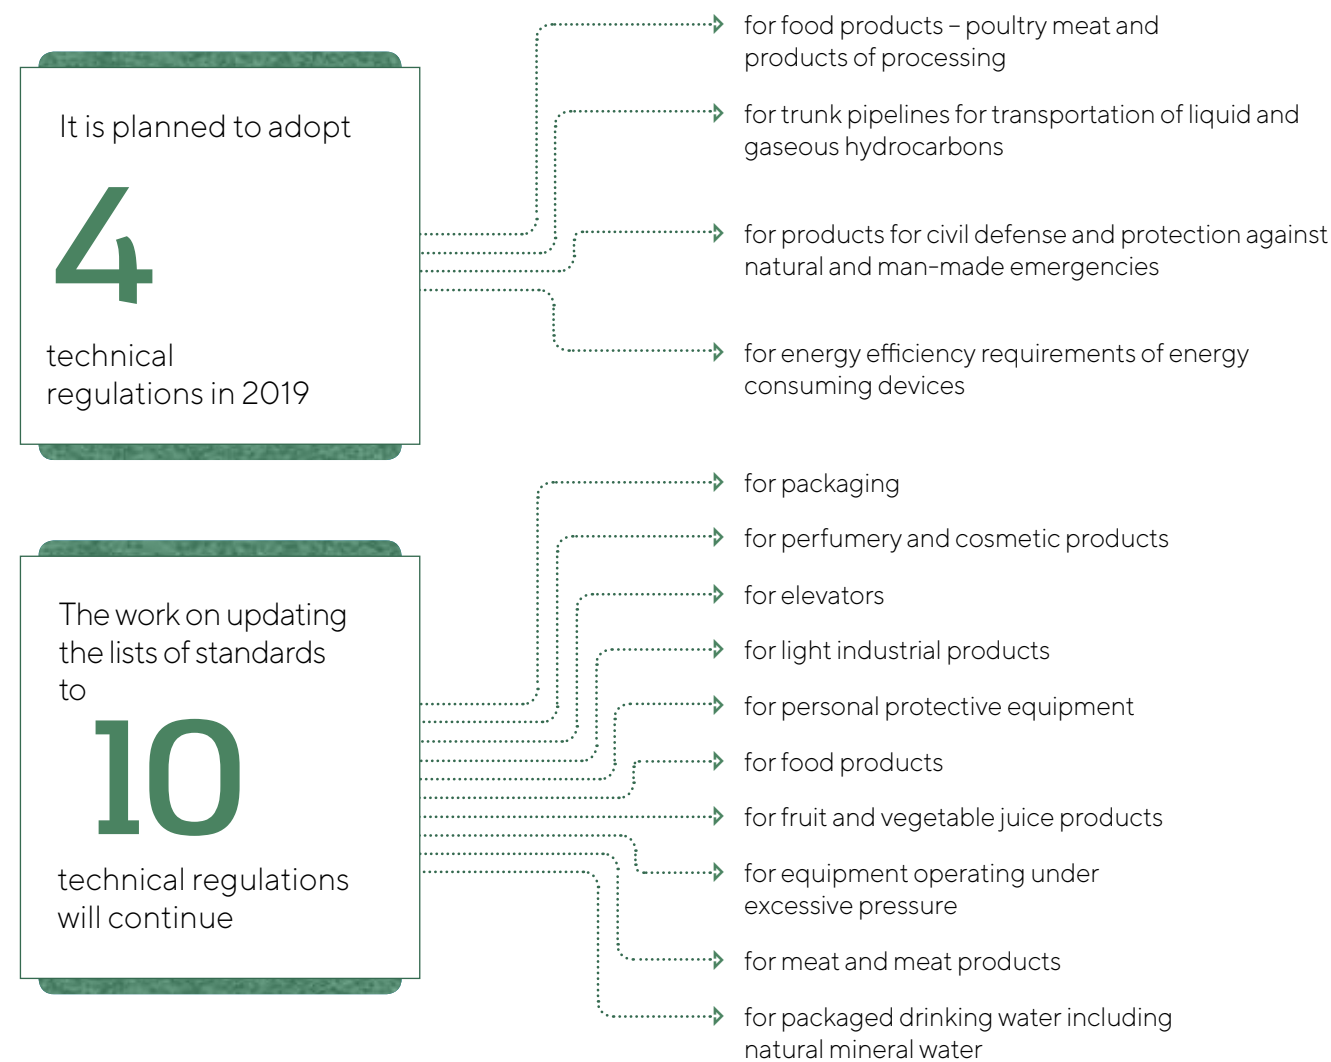 It is planned to adopt
4
technical
regulations in 2019
for food products – poultry meat and
products of processing
for trunk pipelines for transportation of liquid and
gaseous hydrocarbons
for products for civil defense and protection against
natural and man-made emergencies
for energy efficiency requirements of energy
consuming devices
The work on updating
the lists of standards
to
10
technical regulations
will continue
for packaging
for perfumery and cosmetic products
for elevators
for light industrial products
for personal protective equipment
for food products
for fruit and vegetable juice products
for equipment operating under
excessive pressure
for meat and meat products
for packaged drinking water including
natural mineral water